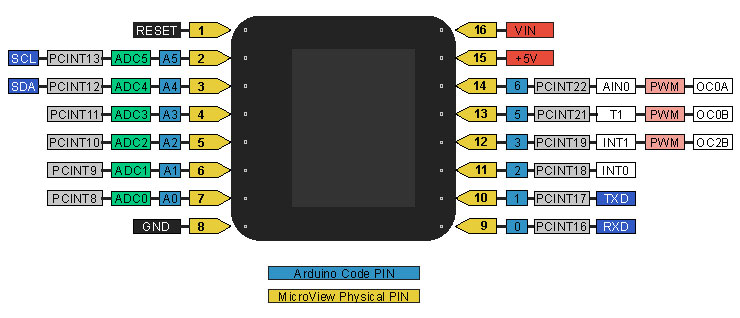 RESET 1 16 VIN
SCL PCINT13 ADC5 A5 2 15 +5V
SDA PCINT12 ADC4 A4 3 14 6 PCINT22 AIN0 PWM OC0A
PCINT11 ADC3 A3 4 13 5 PCINT21 T1 PWM OC0B
PCINT10 ADC2 A2 5 12 3 PCINT19 INT1 PWM OC2B
PCINT9 ADC1 A1 6 11 2 PCINT18 INT0
PCINT8 ADC0 A0 7 10 1 PCINT17 TXD
GND 8 9 0 PCINT16 RXD
Arduino Code PIN
MicroView Physical PIN